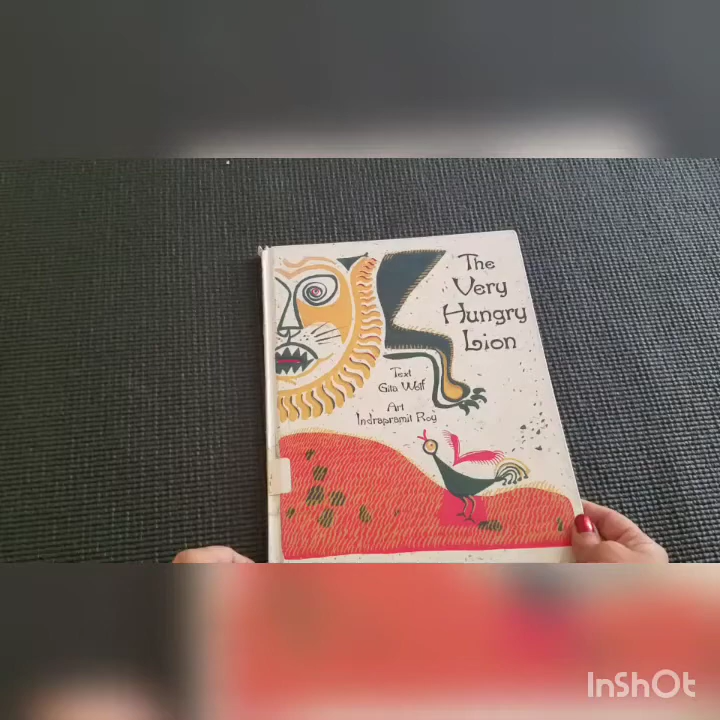 The
Very
Hungry
Lion
Text
Gita Wolf
Art
Indrapramit Roy
InShOt